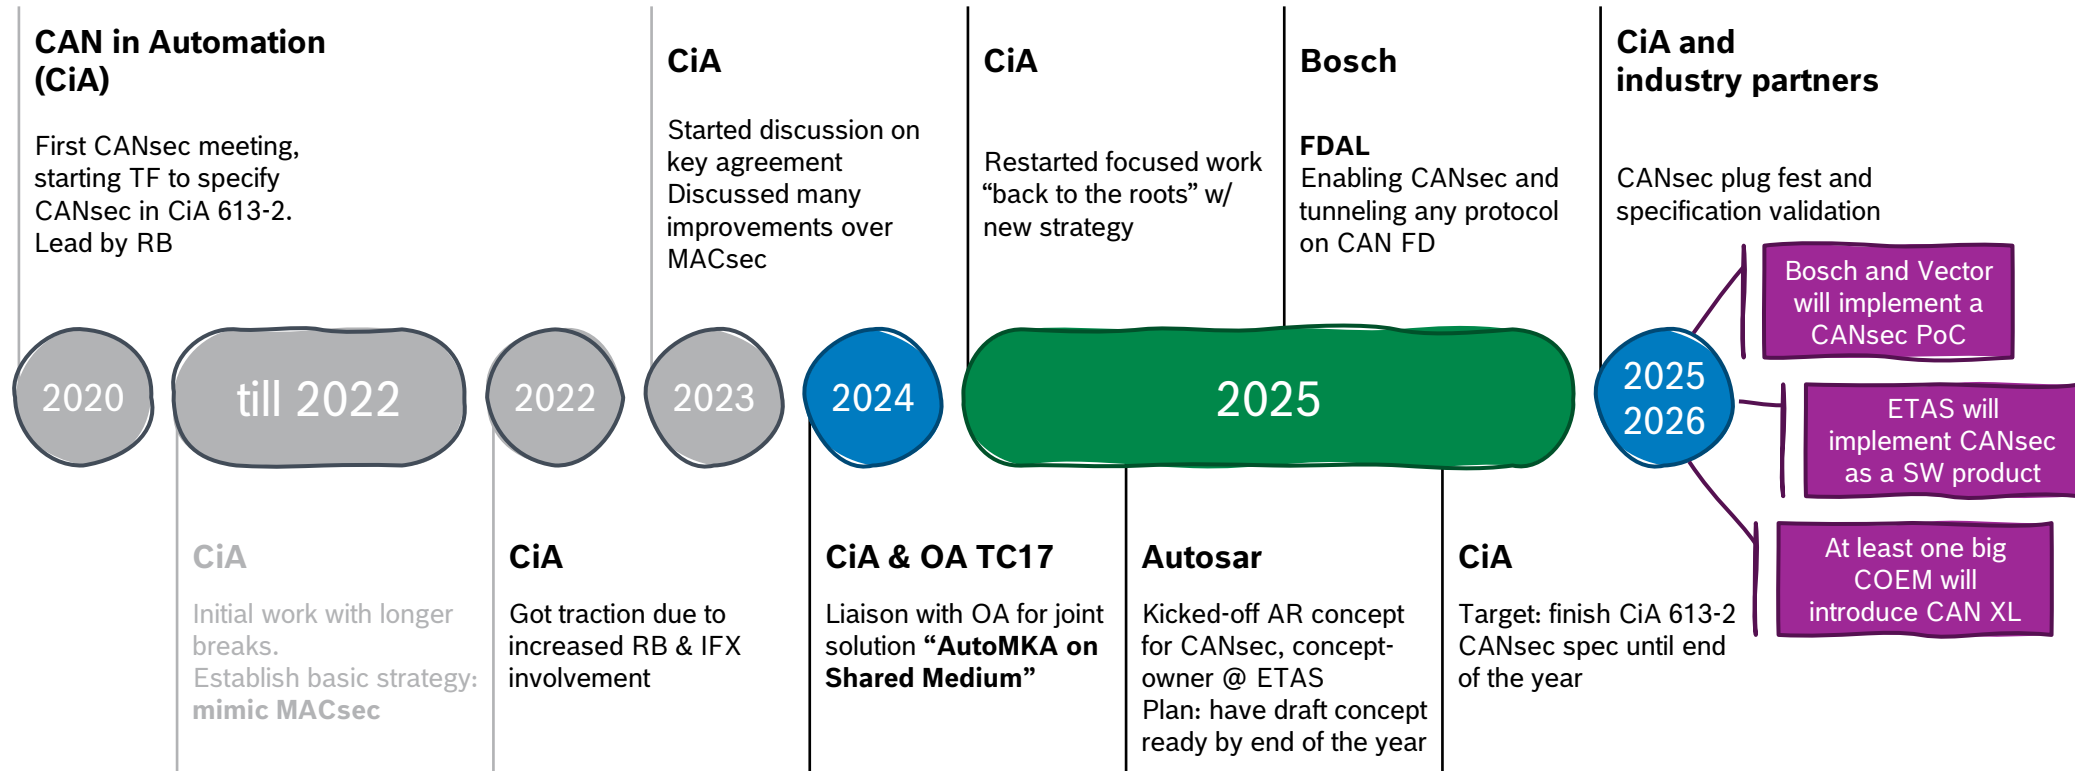 CAN in Automation
(CiA)
First CANsec meeting,
starting TF to specify
CANsec in CiA 613-2.
Lead by RB
CiA
Started discussion on
key agreement
Discussed many
improvements over
MACsec
CiA
Restarted focused work
“back to the roots” w/
new strategy
Bosch
FDAL
Enabling CANsec and
tunneling any protocol
on CAN FD
CiA and
industry partners
CANsec plug fest and
specification validation
Bosch and Vector
will implement a
CANsec PoC
2020
till 2022
2022
2023
2024
2025
2025
2026
ETAS will
implement CANsec
as a SW product
At least one big
COEM will
introduce CAN XL
CiA
Initial work with longer
breaks.
Establish basic strategy:
mimic MACsec
CiA
Got traction due to
increased RB & IFX
involvement
CiA & OA TC17
Liaison with OA for joint
solution “AutoMKA on
Shared Medium”
Autosar
Kicked-off AR concept
for CANsec, concept-
owner @ ETAS
Plan: have draft concept
ready by end of the year
CiA
Target: finish CiA 613-2
CANsec spec until end
of the year